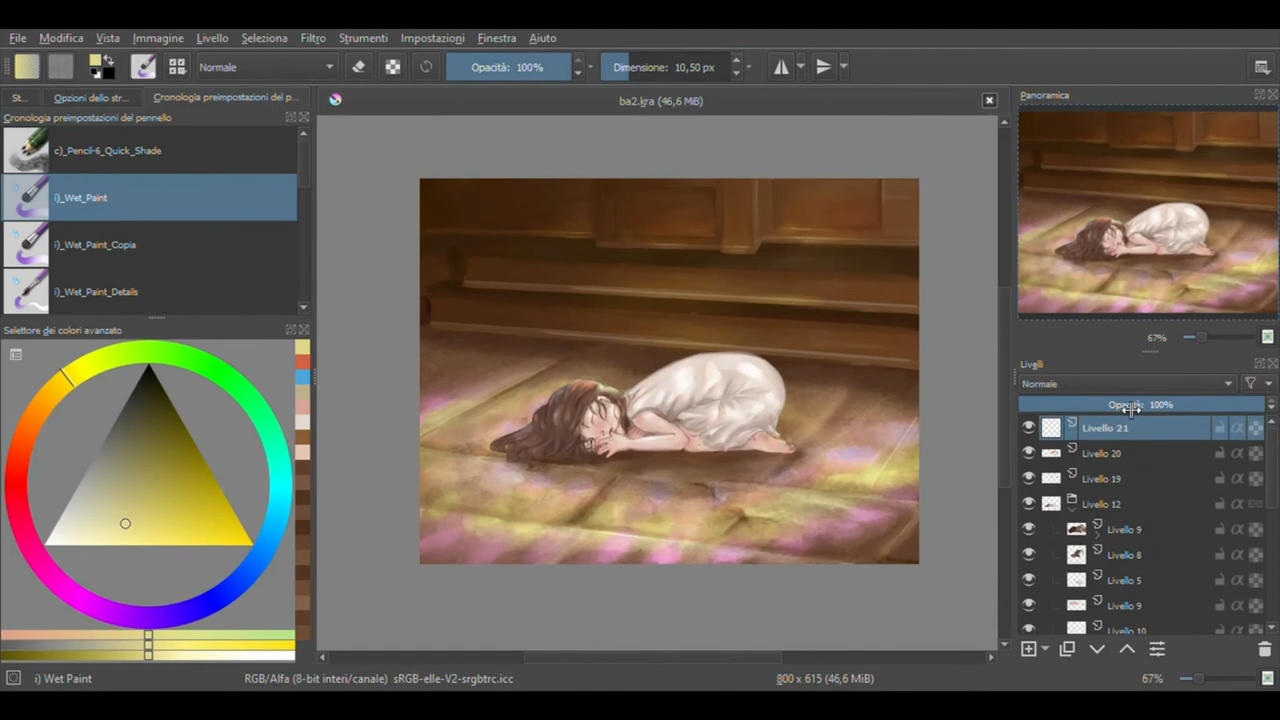 File Modifica Vista Immagine Livello Seleziona Filtro Strumenti Impostazioni Finestra Aiuto
Normale Opacità: 100% Dimensione: 10,50 px
St... Opzioni dello str... Cronologia preimpostazioni del p...
Cronologia preimpostazioni del pennello
c)_Pencil-6_Quick_Shade
i)_Wet_Paint
i)_Wet_Paint_Copia
i)_Wet_Paint_Details
Selettore dei colori avanzato
ba2.kra (46,6 MiB)
Panoramica
67%
Livelli
Normale
Opacità: 100%
Livello 21
Livello 20
Livello 19
Livello 12
Livello 9
Livello 8
Livello 5
Livello 9
Livello 10
i) Wet Paint RGB/Alfa (8-bit interi/canale) sRGB-elle-V2-srgbtrc.icc 800 x 615 (46,6 MiB) 67%